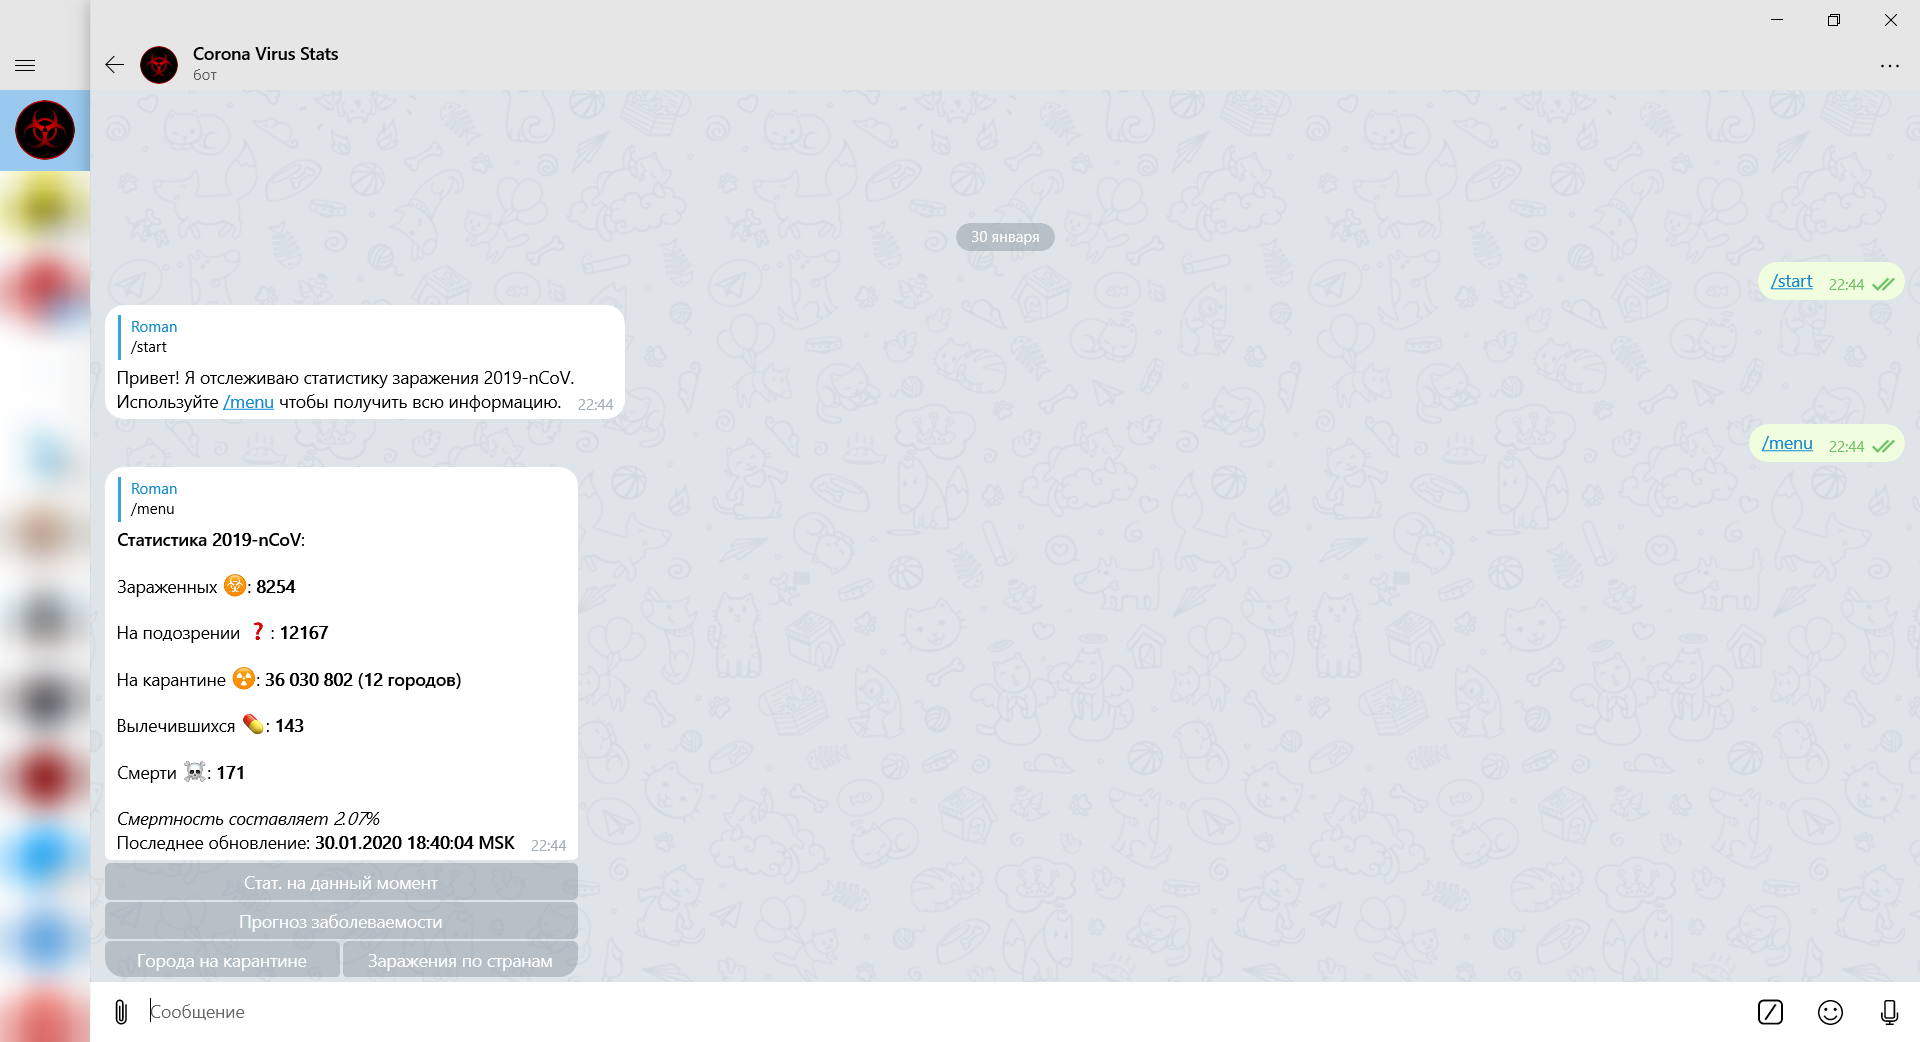 Corona Virus Stats
бот
30 января
/start 22:44
Roman
/start
Привет! Я отслеживаю статистику заражения 2019-nCoV.
Используйте /menu чтобы получить всю информацию. 22:44
/menu 22:44
Roman
/menu
Статистика 2019-nCoV:
Зараженных ☣: 8254
На подозрении ❓: 12167
На карантине ☢: 36 030 802 (12 городов)
Вылечившихся 💊: 143
Смерти ☠: 171
Смертность составляет 2.07%
Последнее обновление: 30.01.2020 18:40:04 MSK 22:44
Стат. на данный момент
Прогноз заболеваемости
Города на карантине Заражения по странам
Сообщение